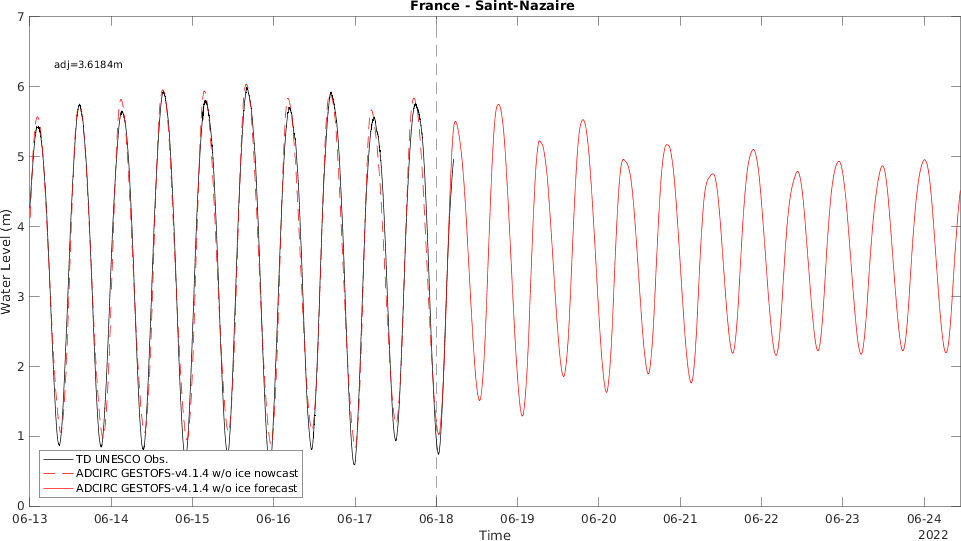 France - Saint-Nazaire
adj=3.6184m
7
6
5
4
3
2
1
0
Water Level (m)
TD UNESCO Obs.
ADCIRC GESTOFS-v4.1.4 w/o ice nowcast
ADCIRC GESTOFS-v4.1.4 w/o ice forecast
06-13 06-14 06-15 06-16 06-17 06-18 06-19 06-20 06-21 06-22 06-23 06-24
Time
2022